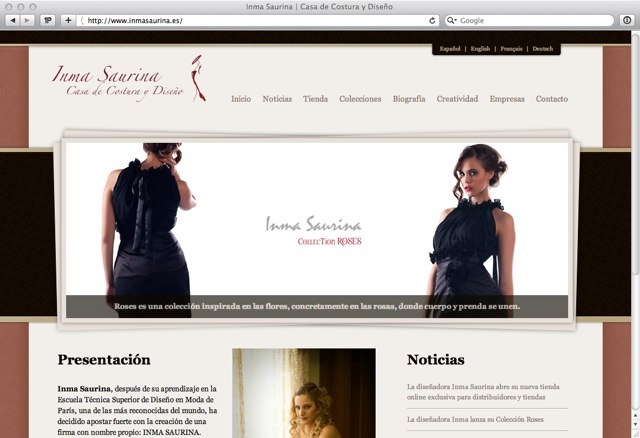 Inma Saurina | Casa de Costura y Diseño
http://www.inmasaurina.es/
Google
Español | English | Français | Deutsch
Inma Saurina
Casa de Costura y Diseño
Inicio Noticias Tienda Colecciones Biografía Creatividad Empresas Contacto
Inma Saurina
Collection ROSES
Roses es una colección inspirada en las flores, concretamente en las rosas, donde cuerpo y prenda se unen.
Presentación
Inma Saurina, después de su aprendizaje en la
Escuela Técnica Superior de Diseño en Moda de
París, una de las más reconocidas del mundo, ha
decidido apostar fuerte con la creación de una
firma con nombre propio: INMA SAURINA.
Noticias
La diseñadora Inma Saurina abre su nueva tienda
online exclusiva para distribuidores y tiendas
La diseñadora Inma lanza su Colección Roses